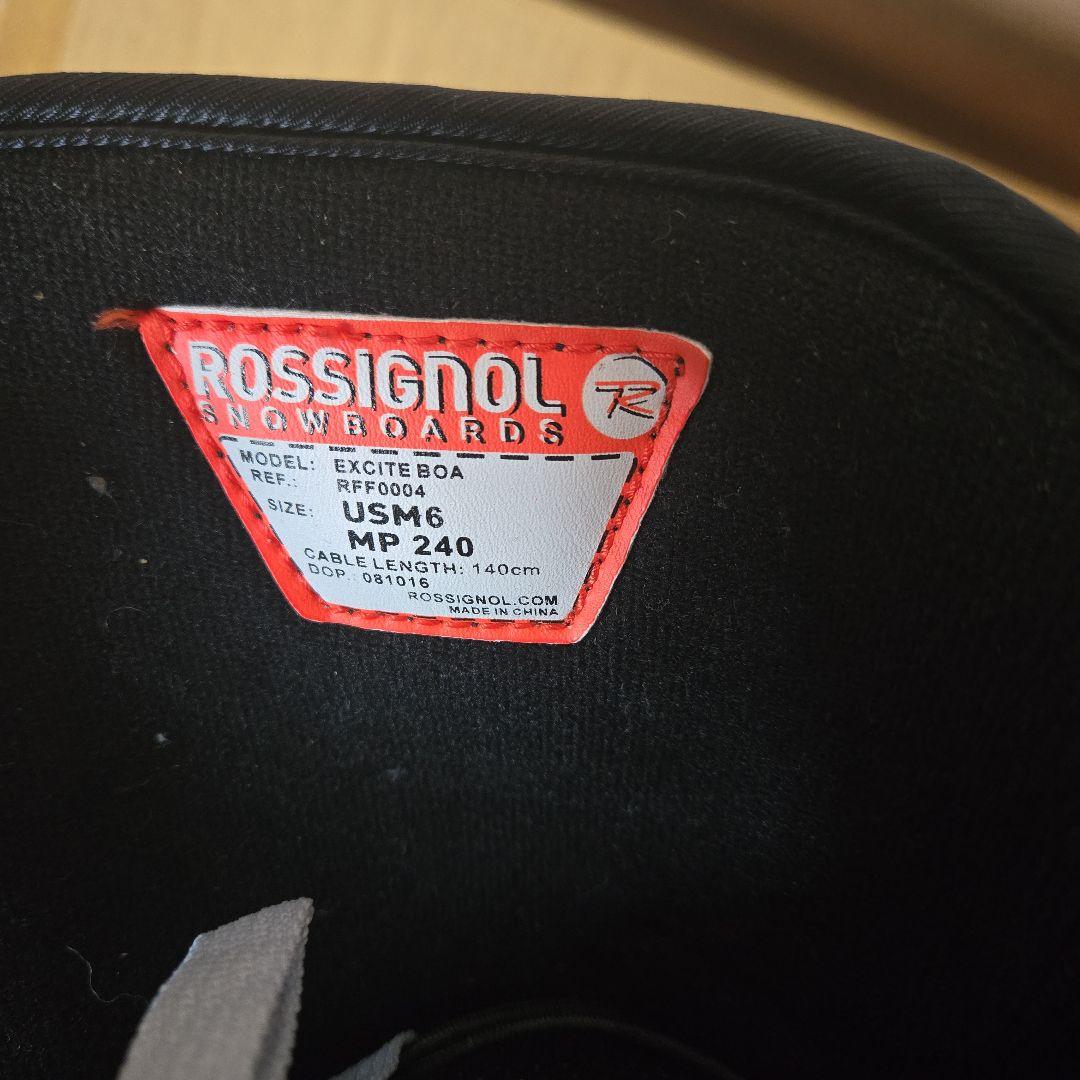 ROSSIGNOL
SNOWBOARDS
R
MODEL: EXCITE BOA
REF.: RFF0004
SIZE: USM6
MP 240
CABLE LENGTH: 140cm
DOP.: 081016
ROSSIGNOL.COM
MADE IN CHINA